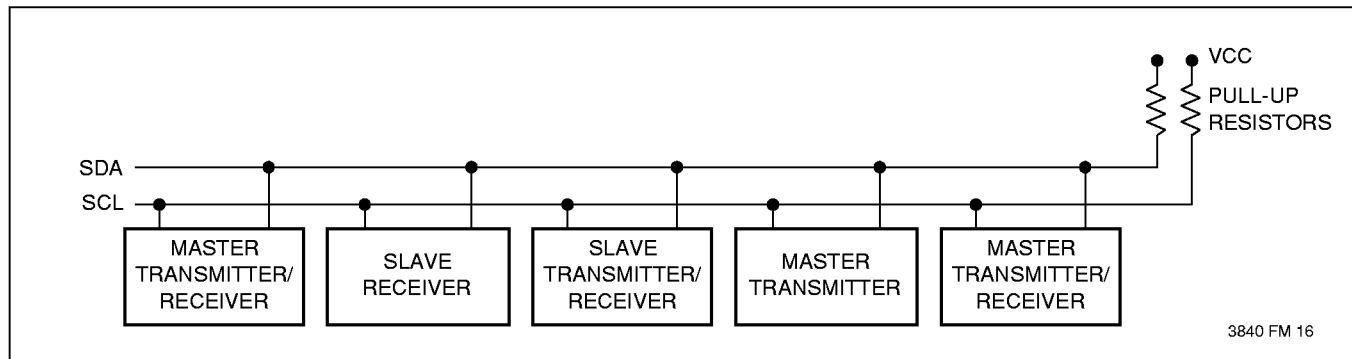 VCC
PULL-UP
RESISTORS
SDA
SCL
MASTER
TRANSMITTER/
RECEIVER
SLAVE
RECEIVER
SLAVE
TRANSMITTER/
RECEIVER
MASTER
TRANSMITTER
MASTER
TRANSMITTER/
RECEIVER
3840 FM 16